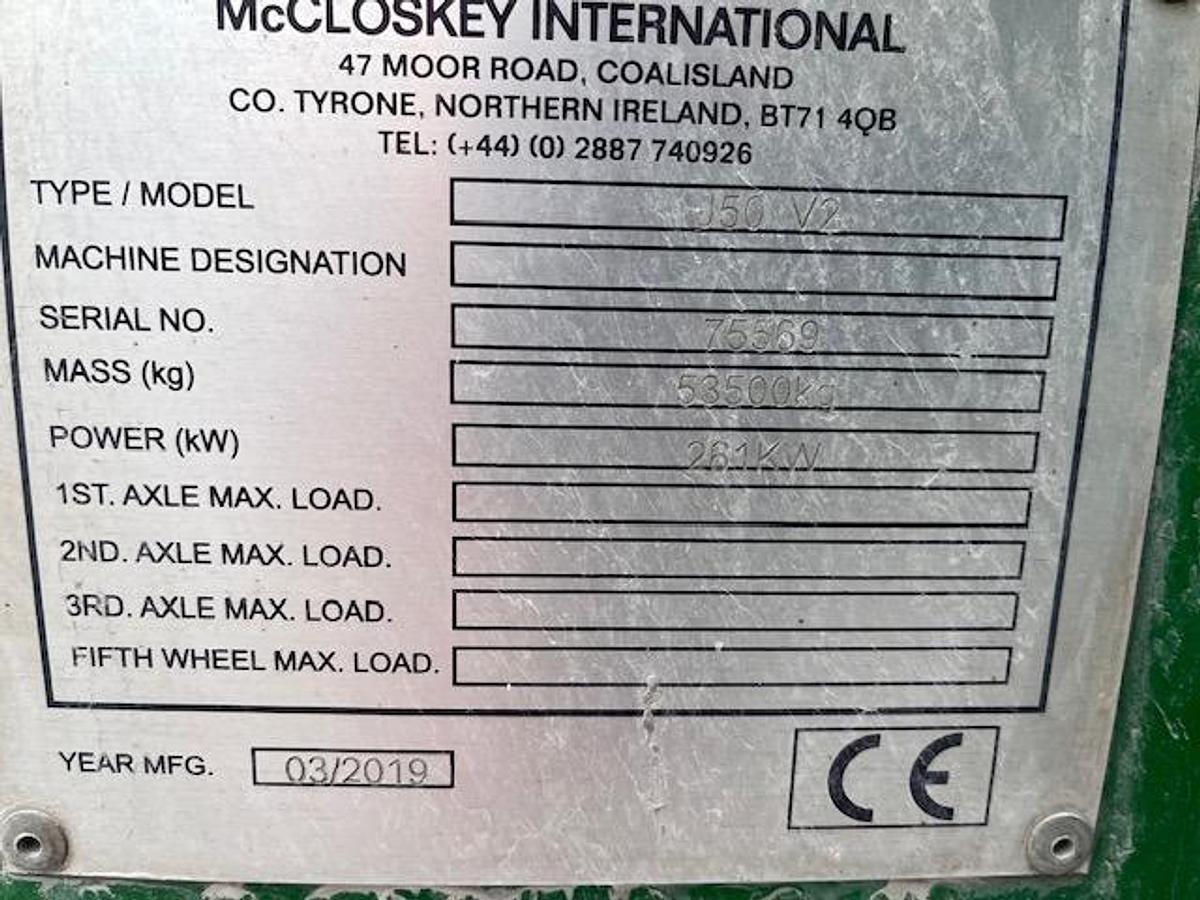 McCLOSKEY INTERNATIONAL
47 MOOR ROAD, COALISLAND
CO. TYRONE, NORTHERN IRELAND, BT71 4QB
TEL: (+44) (0) 2887 740926
TYPE / MODEL J50 V2
MACHINE DESIGNATION
SERIAL NO. 75569
MASS (kg) 53500kg
POWER (kW) 261KW
1ST. AXLE MAX. LOAD.
2ND. AXLE MAX. LOAD.
3RD. AXLE MAX. LOAD.
FIFTH WHEEL MAX. LOAD.
YEAR MFG. 03/2019
CE